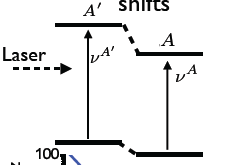 shifts
A′ A
Laser
ν^{A′} ν^{A}
100